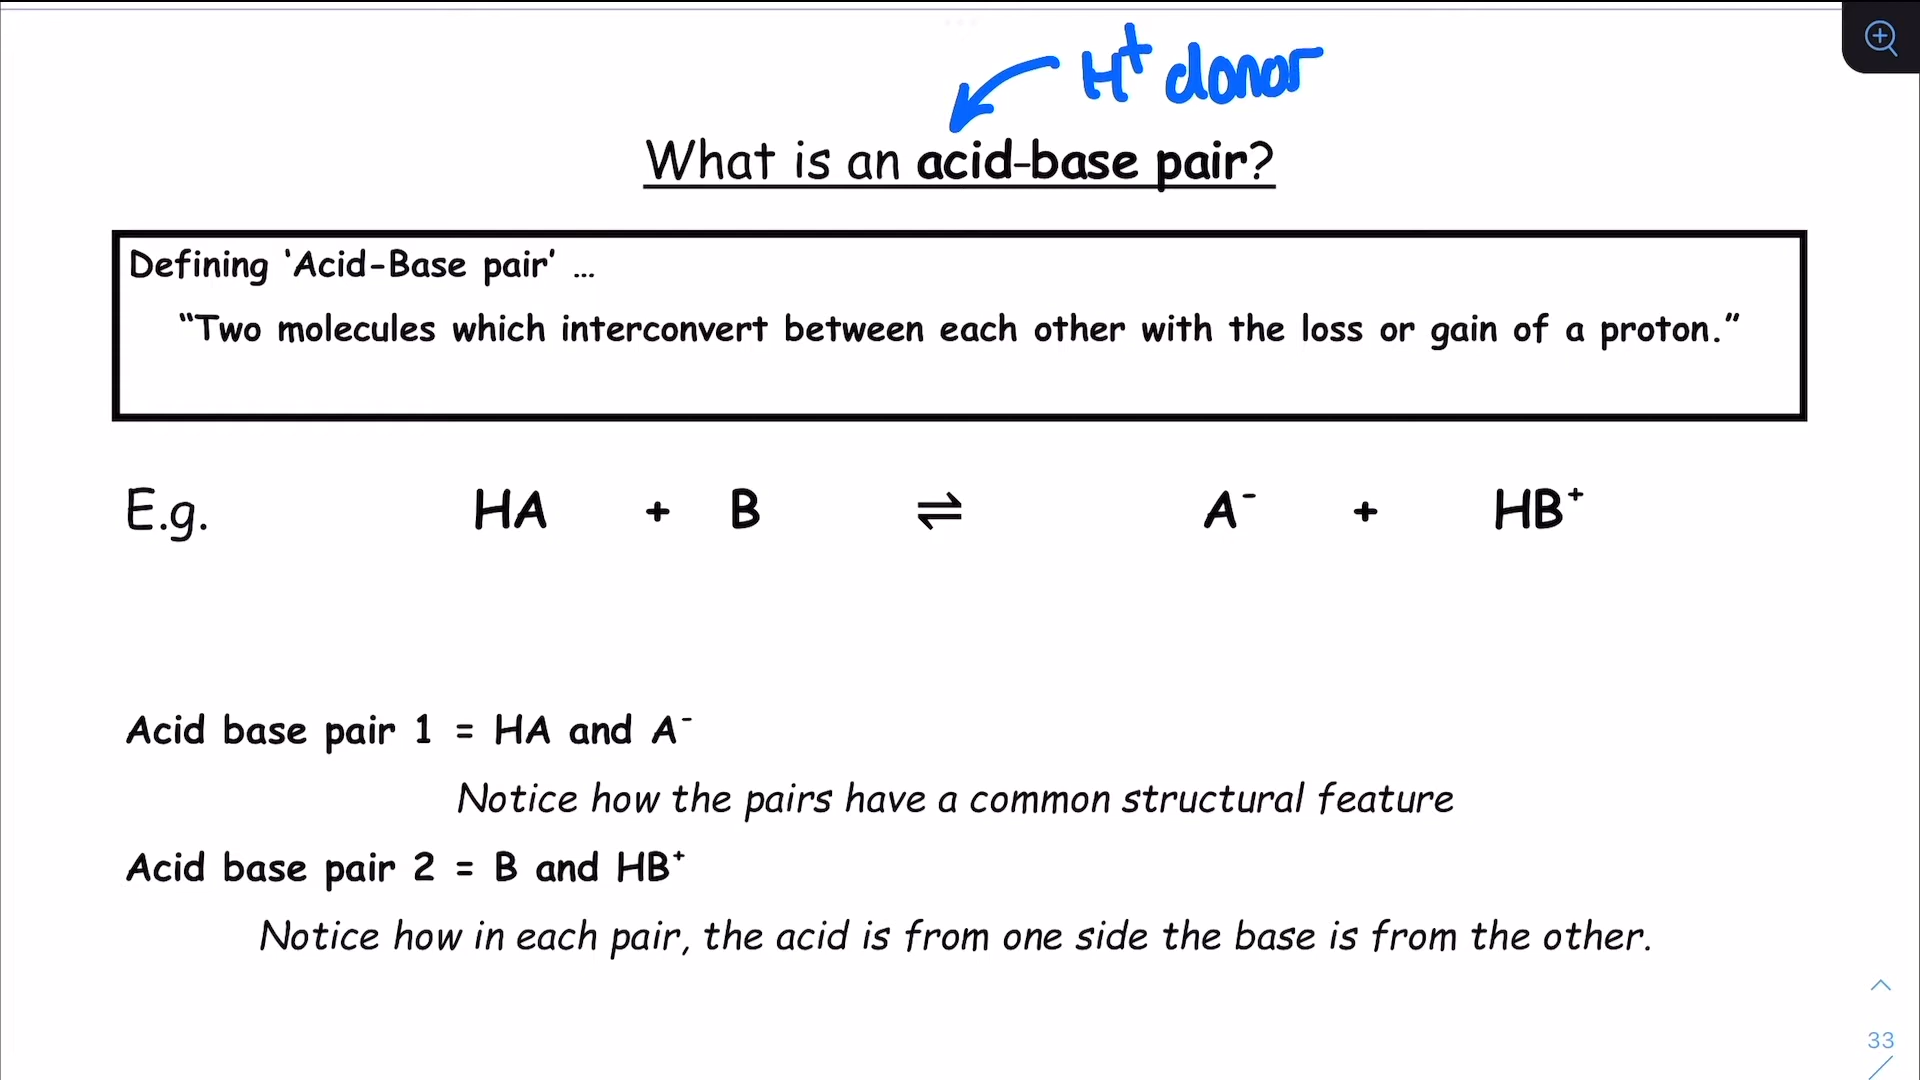 H⁺ donor
What is an acid-base pair?
Defining ‘Acid-Base pair’ ...
“Two molecules which interconvert between each other with the loss or gain of a proton.”
E.g. HA + B ⇌ A⁻ + HB⁺
Acid base pair 1 = HA and A⁻
Notice how the pairs have a common structural feature
Acid base pair 2 = B and HB⁺
Notice how in each pair, the acid is from one side the base is from the other.
33